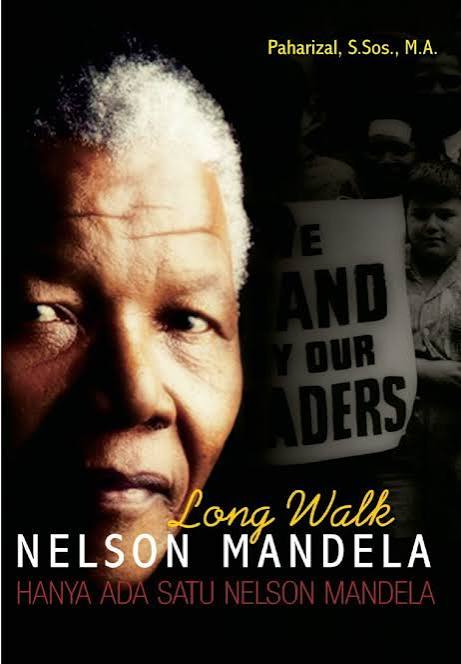 Paharizal, S.Sos., M.A.
E
AND
Y OUR
ADERS
Long Walk
NELSON MANDELA
HANYA ADA SATU NELSON MANDELA